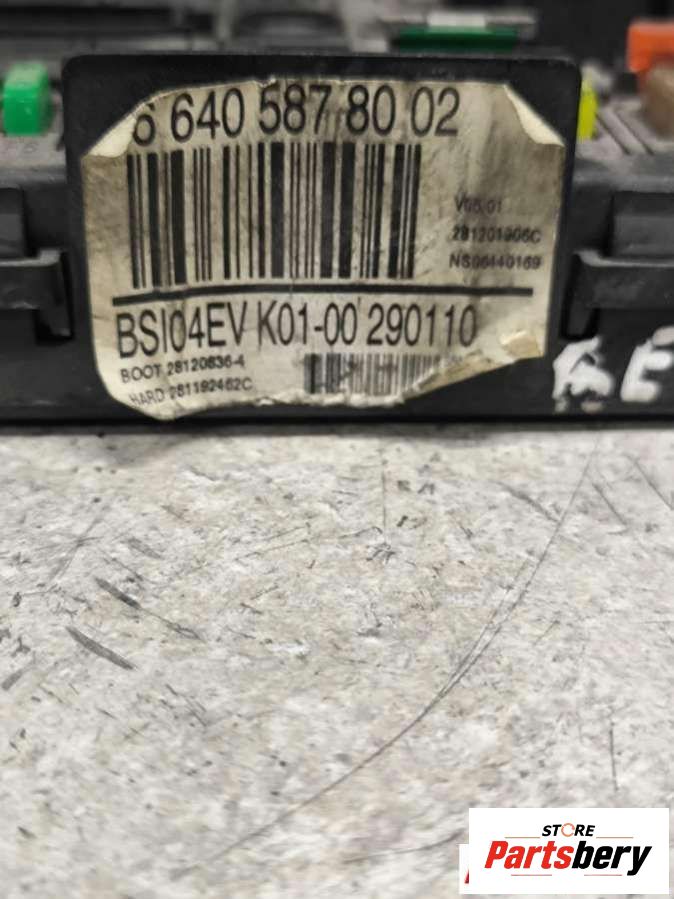 6 640 587 80 02
V05.01
281201906C
NS06440169
BSI04EV K01-00 290110
BOOT 28120636-4
HARD 281192462C
STORE
Partsbery